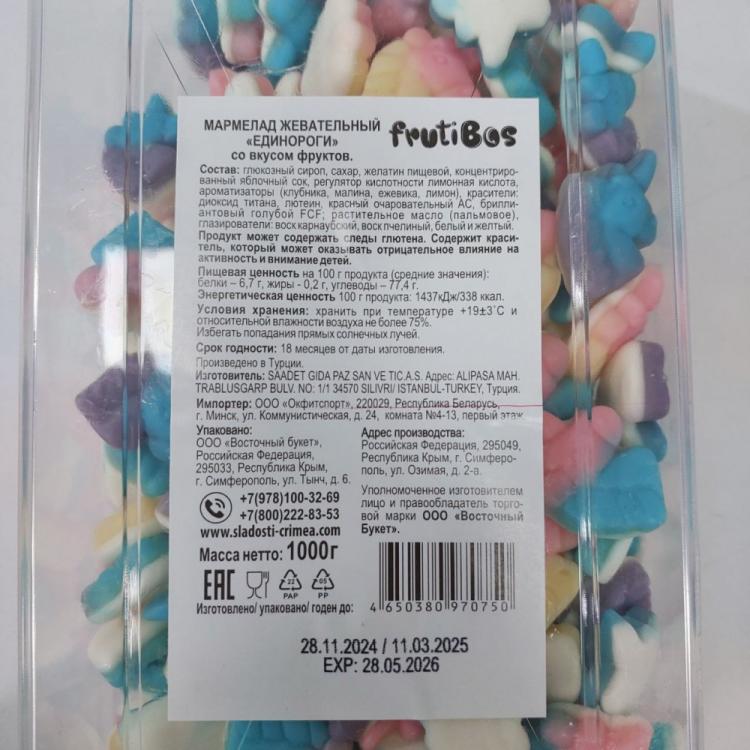 МАРМЕЛАД ЖЕВАТЕЛЬНЫЙ
«ЕДИНОРОГИ»
со вкусом фруктов.
frutiBos
Состав: глюкозный сироп, сахар, желатин пищевой, концентриро-
ванный яблочный сок, регулятор кислотности лимонная кислота,
ароматизаторы (клубника, малина, ежевика, лимон), красители:
диоксид титана, лютеин, красный очаровательный АС, брилли-
антовый голубой FCF; растительное масло (пальмовое),
глазирователи: воск карнаубский, воск пчелиный, белый и желтый.
Продукт может содержать следы глютена. Содержит краси-
тель, который может оказывать отрицательное влияние на
активность и внимание детей.
Пищевая ценность на 100 г продукта (средние значения):
белки – 6,7 г, жиры - 0,2 г, углеводы – 77,4 г.
Энергетическая ценность 100 г продукта: 1437кДж/338 ккал.
Условия хранения: хранить при температуре +19±3˚С и
относительной влажности воздуха не более 75%.
Избегать попадания прямых солнечных лучей.
Срок годности: 18 месяцев от даты изготовления.
Произведено в Турции.
Изготовитель: SAADET GIDA PAZ SAN VE TIC.A.S. Адрес: ALIPASA MAH.
TRABLUSGARP BULV. NO: 1/1 34570 SILIVRI/ ISTANBUL-TURKEY, Турция.
Импортер: ООО «Окфитспорт», 220029, Республика Беларусь,
г. Минск, ул. Коммунистическая, д. 24, комната №4-13, первый этаж
Упаковано:
ООО «Восточный букет»,
Российская Федерация,
295033, Республика Крым,
г. Симферополь, ул. Тынч, д. 6.
+7(978)100-32-69
+7(800)222-83-53
www.sladosti-crimea.com
Адрес производства:
Российская Федерация, 295049,
Республика Крым, г. Симферо-
поль, ул. Озимая, д. 2-а.
Уполномоченное изготовителем
лицо и правообладатель торго-
вой марки ООО «Восточный
Букет».
Масса нетто: 1000г
EAC
22
PAP
05
PP
Изготовлено/ упаковано/ годен до:
4 650380 970750
28.11.2024 / 11.03.2025
EXP: 28.05.2026